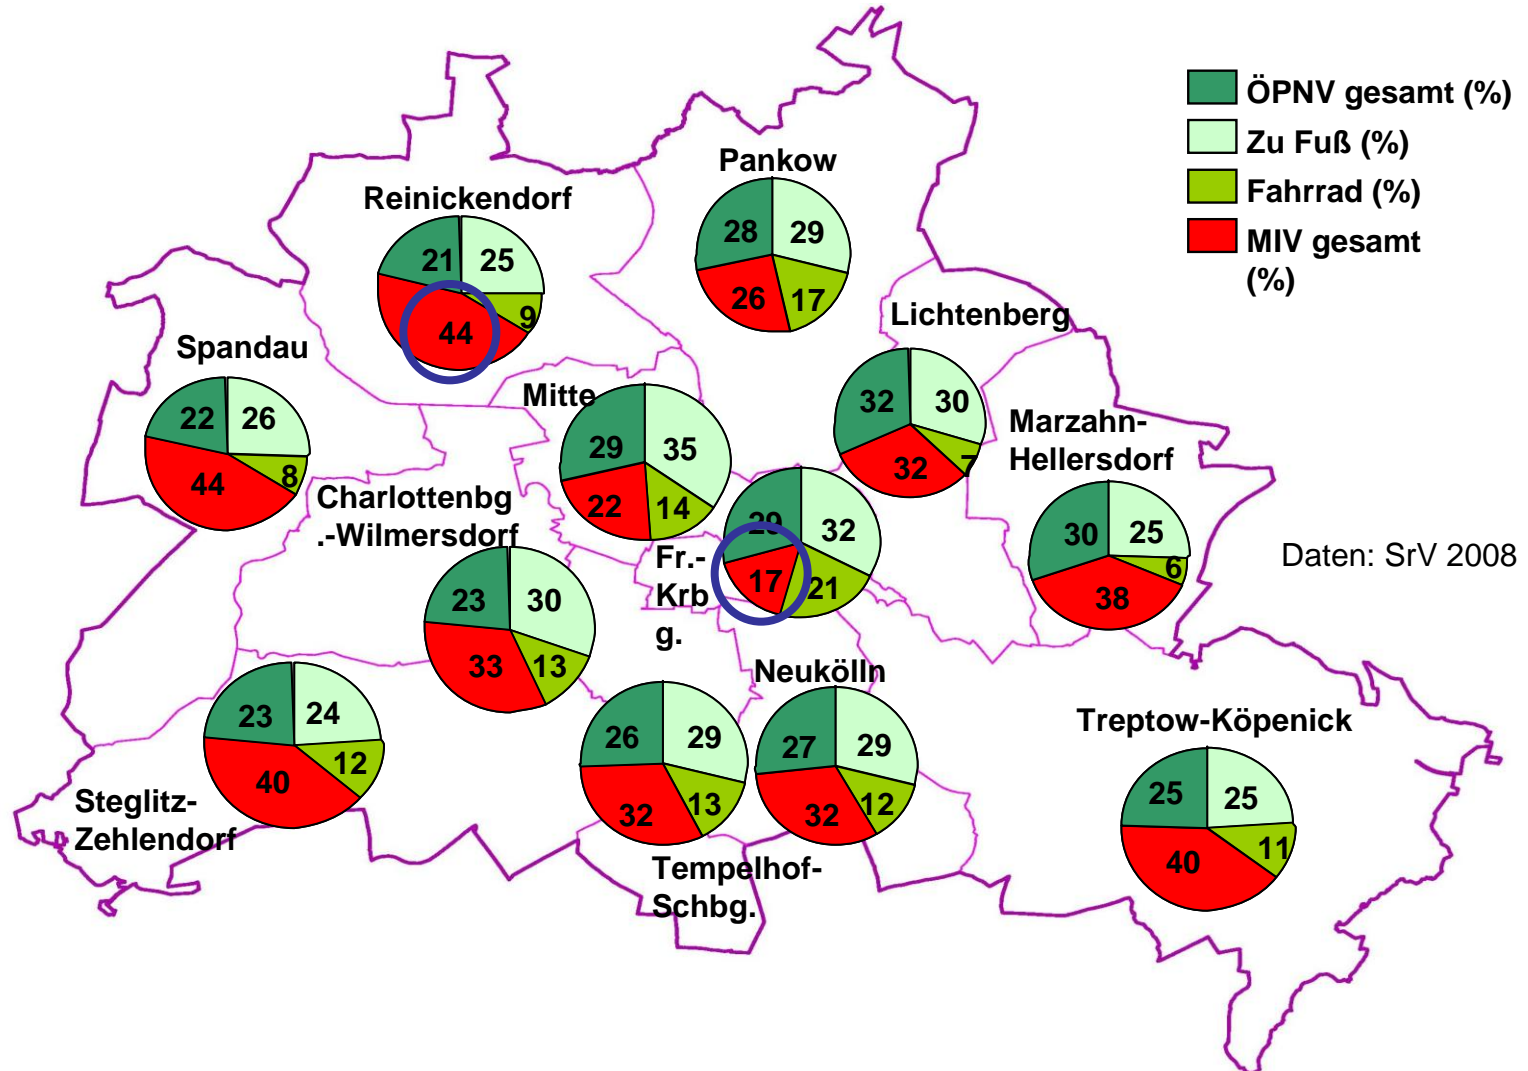 ÖPNV gesamt (%)
Zu Fuß (%)
Fahrrad (%)
MIV gesamt
(%)
Pankow
28 29
26 17
Reinickendorf
21 25
44 9
Lichtenberg
32 30
32 7
Spandau
22 26
44 8
Mitte
29 35
22 14
Marzahn-
Hellersdorf
30 25
38 6
Charlottenbg
.-Wilmersdorf
23 30
33 13
Fr.-
Krb
g.
29 32
17 21
Daten: SrV 2008
Steglitz-
Zehlendorf
23 24
40 12
Tempelhof-
Schbg.
26 29
32 13
Neukölln
27 29
32 12
Treptow-Köpenick
25 25
40 11